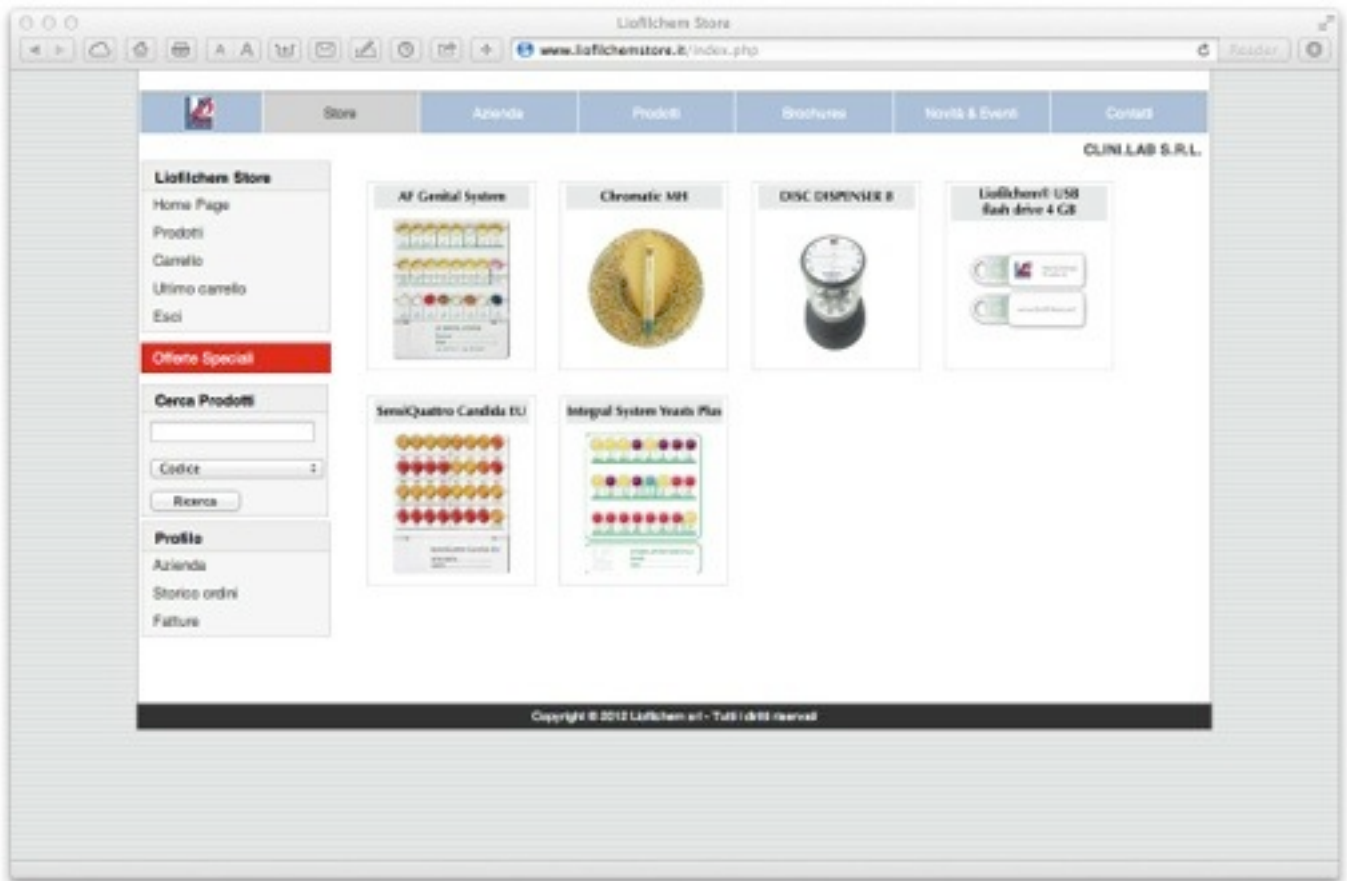 Liofilchem Store
www.liofilchemstore.it/index.php
Reader
Store
Azienda
Prodotti
Brochures
Novità & Eventi
Contatti
CLINI.LAB S.R.L.
Liofilchem Store
Home Page
Prodotti
Carrello
Ultimo carrello
Esci
Offerte Speciali
Cerca Prodotti
Codice
Ricerca
Profilo
Azienda
Storico ordini
Fatture
AF Genital System
Chromatic MH
DISC DISPENSER 8
Liofilchem® USB
flash drive 4 GB
SensiQuattro Candida EU
Integral System Yeasts Plus
Copyright © 2012 Liofilchem srl - Tutti i diritti riservati